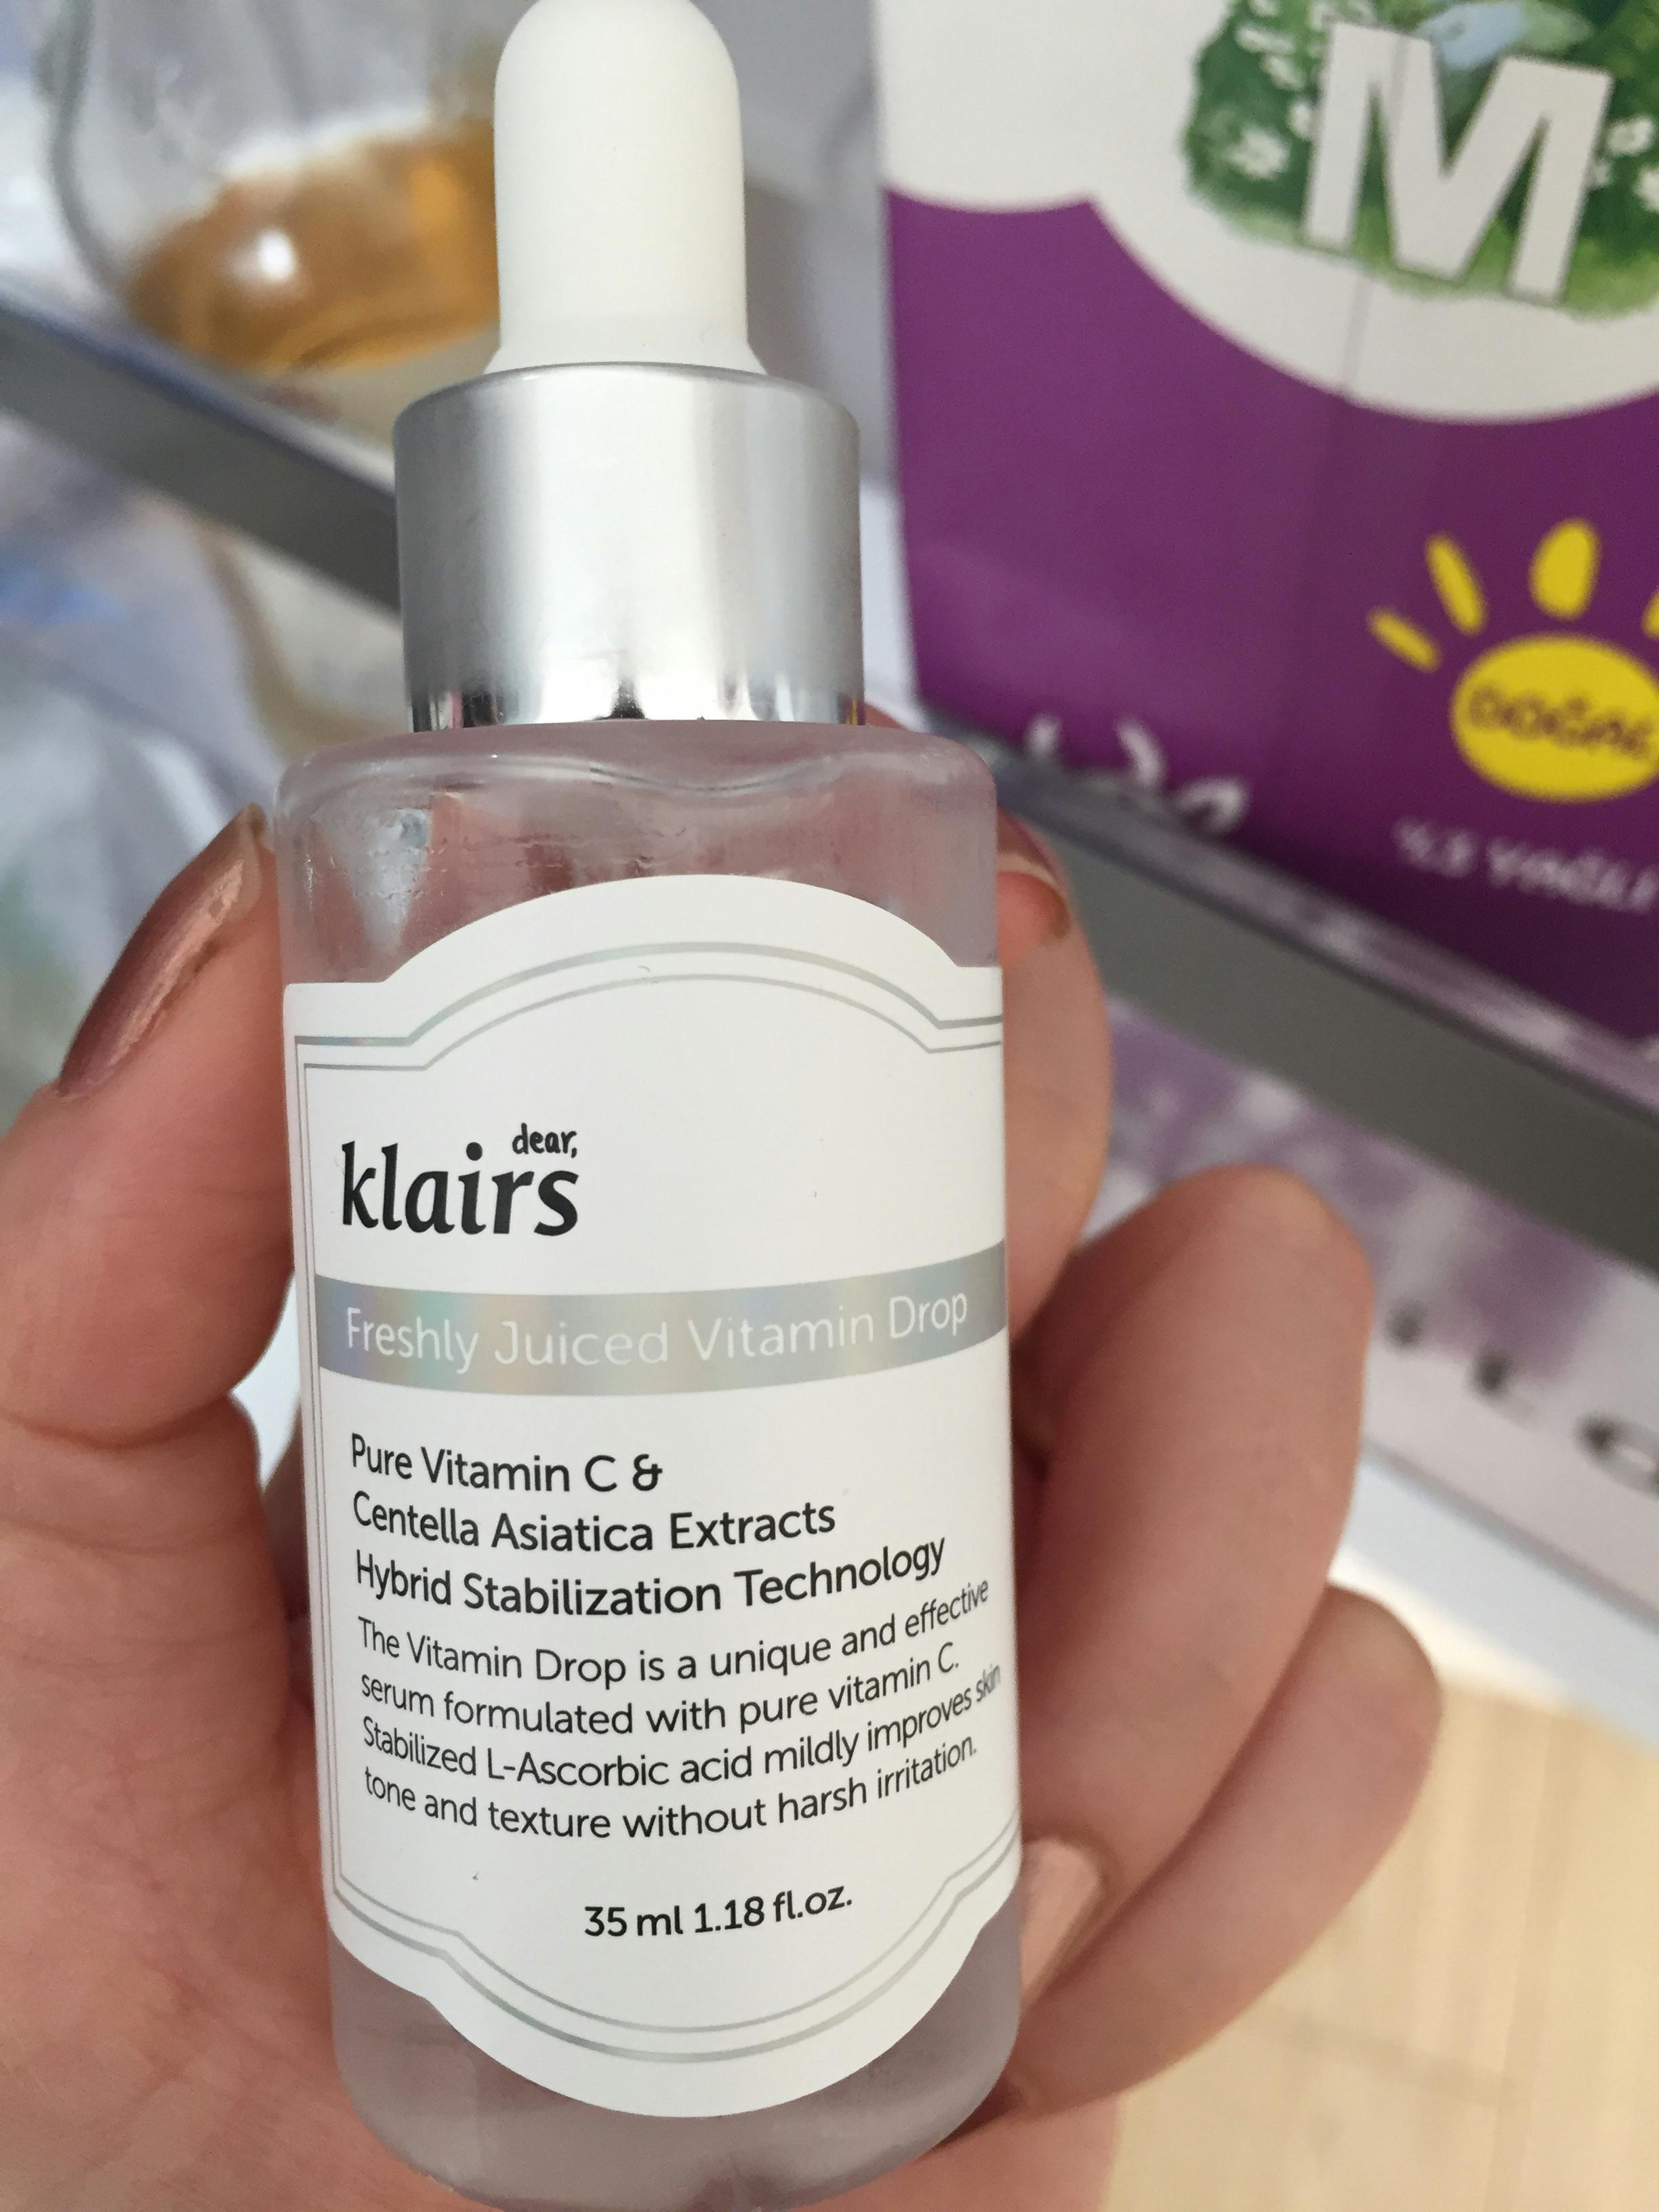 M
DOĞAL
dear,
klairs
Freshly Juiced Vitamin Drop
Pure Vitamin C &
Centella Asiatica Extracts
Hybrid Stabilization Technology
The Vitamin Drop is a unique and effective
serum formulated with pure vitamin C.
Stabilized L-Ascorbic acid mildly improves skin
tone and texture without harsh irritation.
35 ml 1.18 fl.oz.